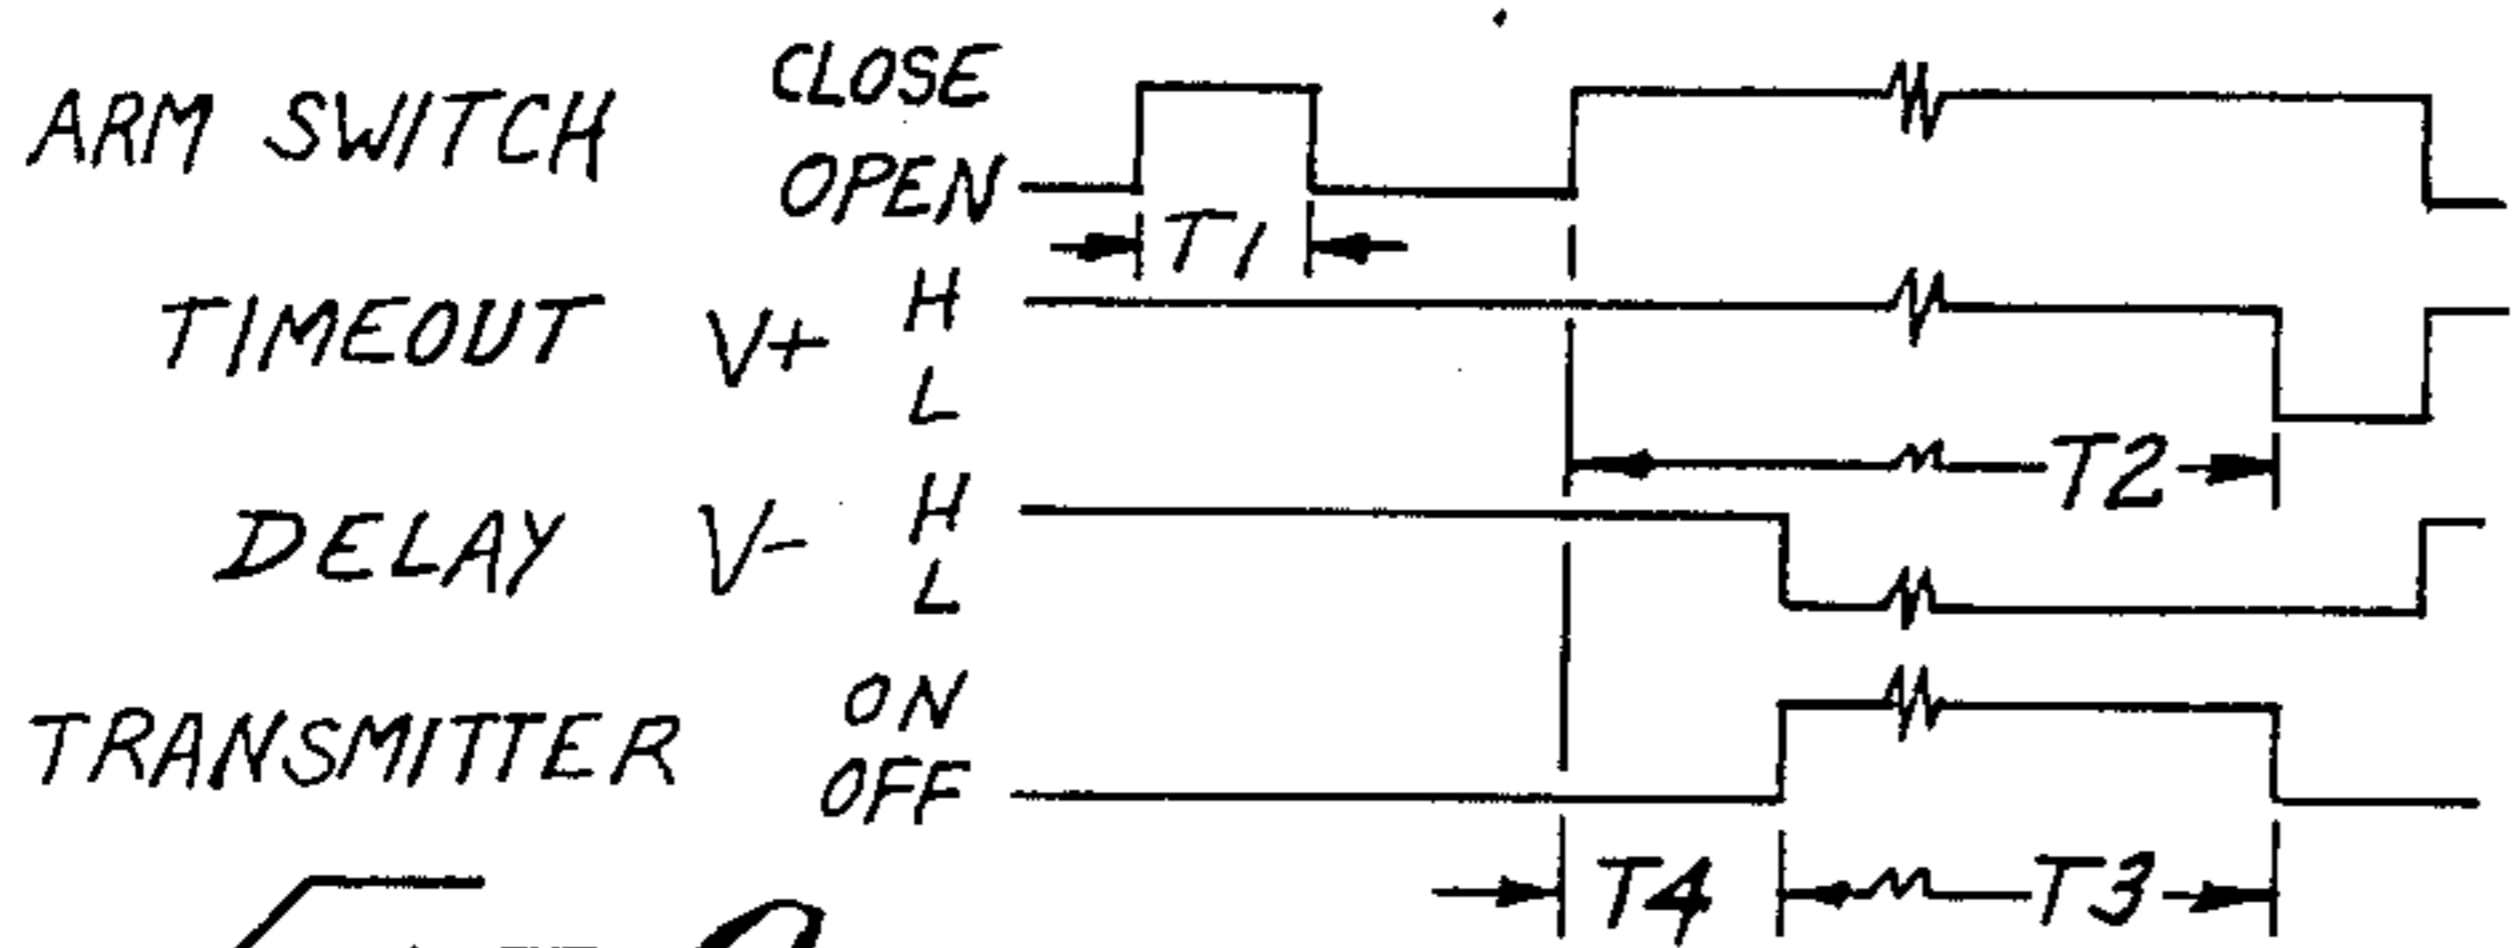 ARM SWITCH CLOSE
OPEN
T1
TIMEOUT V+ H
L
T2
DELAY V- H
L
TRANSMITTER ON
OFF
T4 T3